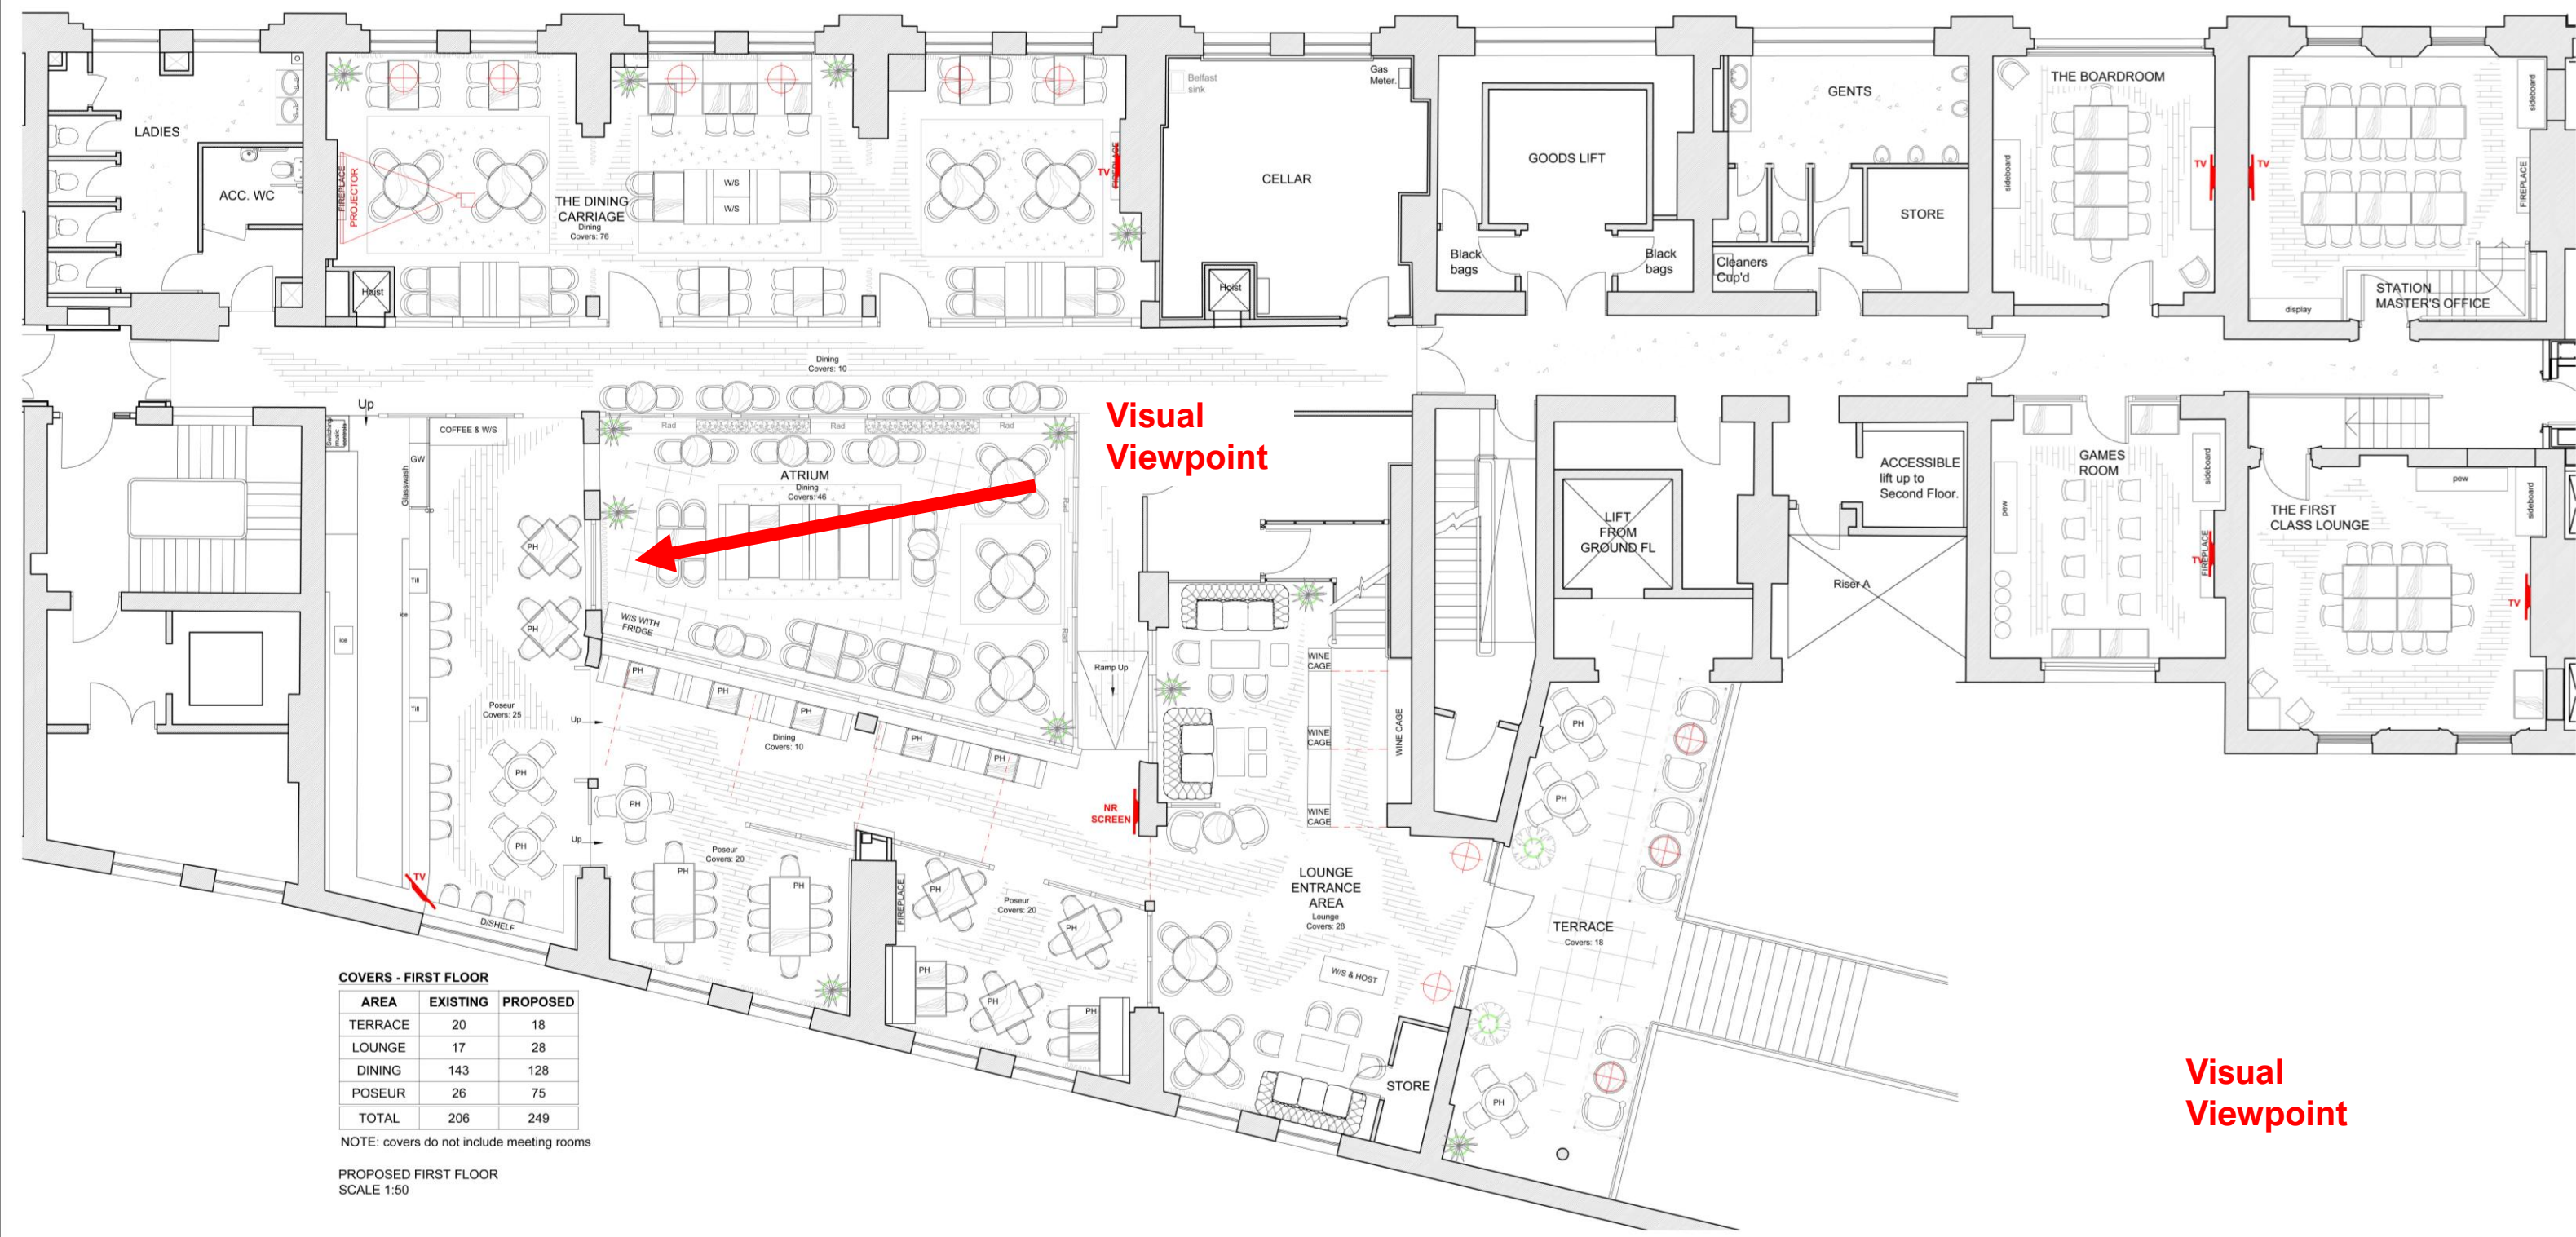 LADIES
ACC. WC
FIREPLACE
PROJECTOR
Hoist
THE DINING
CARRIAGE
Dining
Covers: 76
W/S
W/S
TV
Belfast
sink
Gas
Meter.
CELLAR
Hoist
GOODS LIFT
Black
bags
Black
bags
GENTS
STORE
Cleaners
Cup'd
THE BOARDROOM
sideboard
TV
TV
sideboard
FIREPLACE
STATION
MASTER'S OFFICE
display
Dining
Covers: 10
Up
Switching
music
controls
COFFEE & W/S
GW
Glasswash
Till
ice
ice
Till
Poseur
Covers: 25
PH
PH
PH
PH
TV
D/SHELF
Rad
Rad
Rad
ATRIUM
Dining
Covers: 46
Rad
Rad
W/S WITH
FRIDGE
Visual
Viewpoint
Ramp Up
PH
PH
PH
PH
PH
Dining
Covers: 10
Up
Up
PH
Poseur
Covers: 20
PH
PH
FIREPLACE
PH
Poseur
Covers: 20
PH
PH
PH
PH
NR
SCREEN
WINE
CAGE
WINE
CAGE
WINE
CAGE
WINE CAGE
LOUNGE
ENTRANCE
AREA
Lounge
Covers: 28
W/S & HOST
STORE
LIFT
FROM
GROUND FL
ACCESSIBLE
lift up to
Second Floor.
Riser A
PH
PH
TERRACE
Covers: 18
PH
GAMES
ROOM
pew
sideboard
FIREPLACE
TV
THE FIRST
CLASS LOUNGE
pew
sideboard
TV
COVERS - FIRST FLOOR
AREA EXISTING PROPOSED
TERRACE 20 18
LOUNGE 17 28
DINING 143 128
POSEUR 26 75
TOTAL 206 249
NOTE: covers do not include meeting rooms
PROPOSED FIRST FLOOR
SCALE 1:50
Visual
Viewpoint